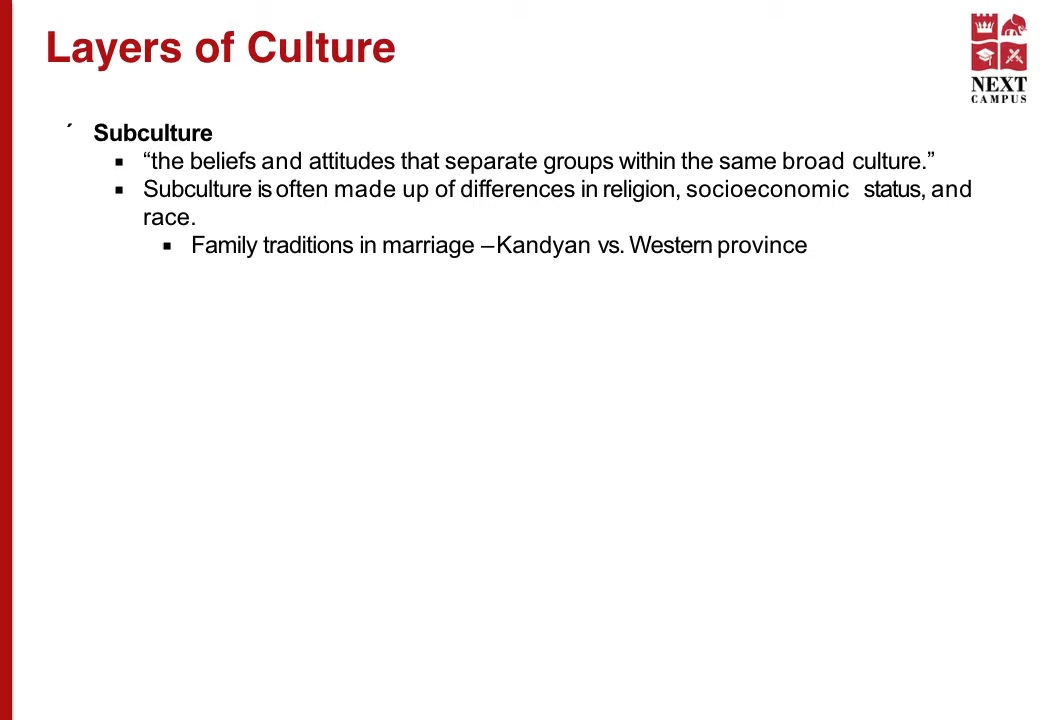 Layers of Culture
NEXT
CAMPUS
´ Subculture
▪ “the beliefs and attitudes that separate groups within the same broad culture.”
▪ Subculture is often made up of differences in religion, socioeconomic status, and
race.
▪ Family traditions in marriage – Kandyan vs. Western province